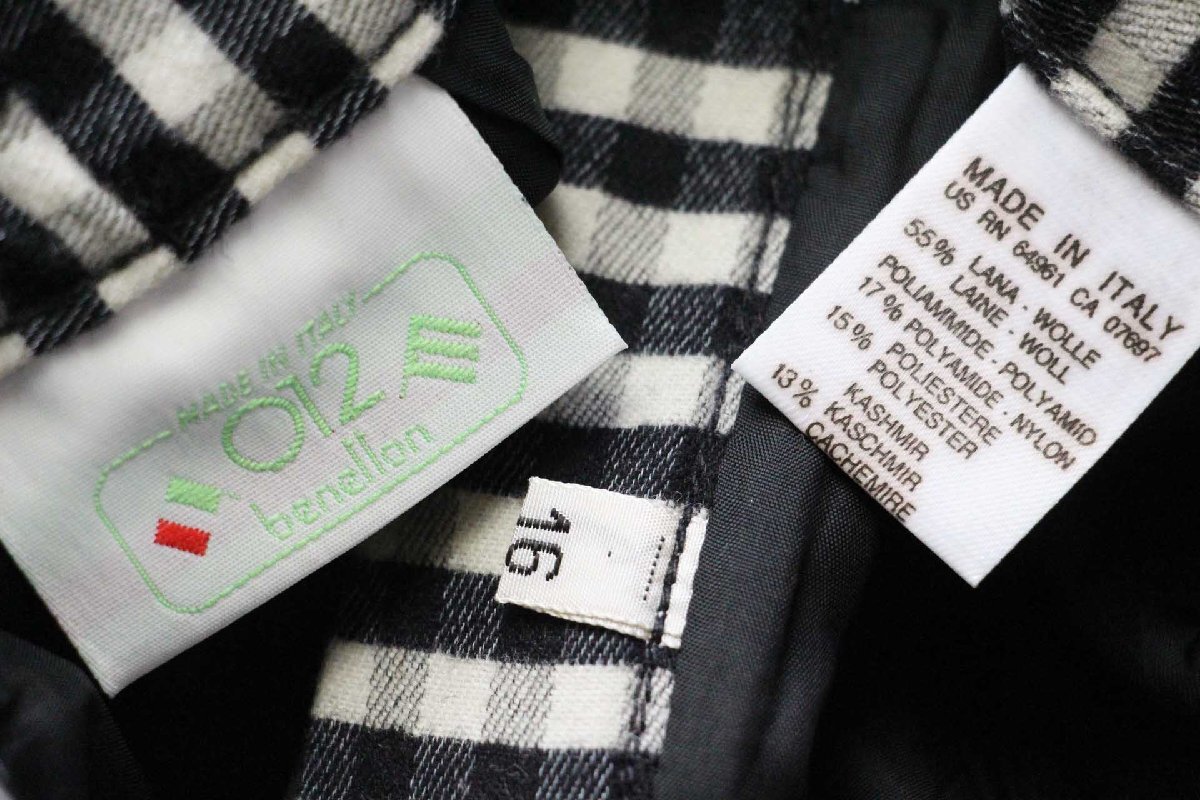 MADE IN ITALY
012
benetton
16
MADE IN ITALY
US RN 64961 CA 07697
55% LANA - WOLLE
LAINE - WOLL
POLIAMMIDE - POLYAMID
17% POLYAMIDE - NYLON
15% POLIESTERE
POLYESTER
KASHMIR
13% KASCHMIR
CACHEMIRE